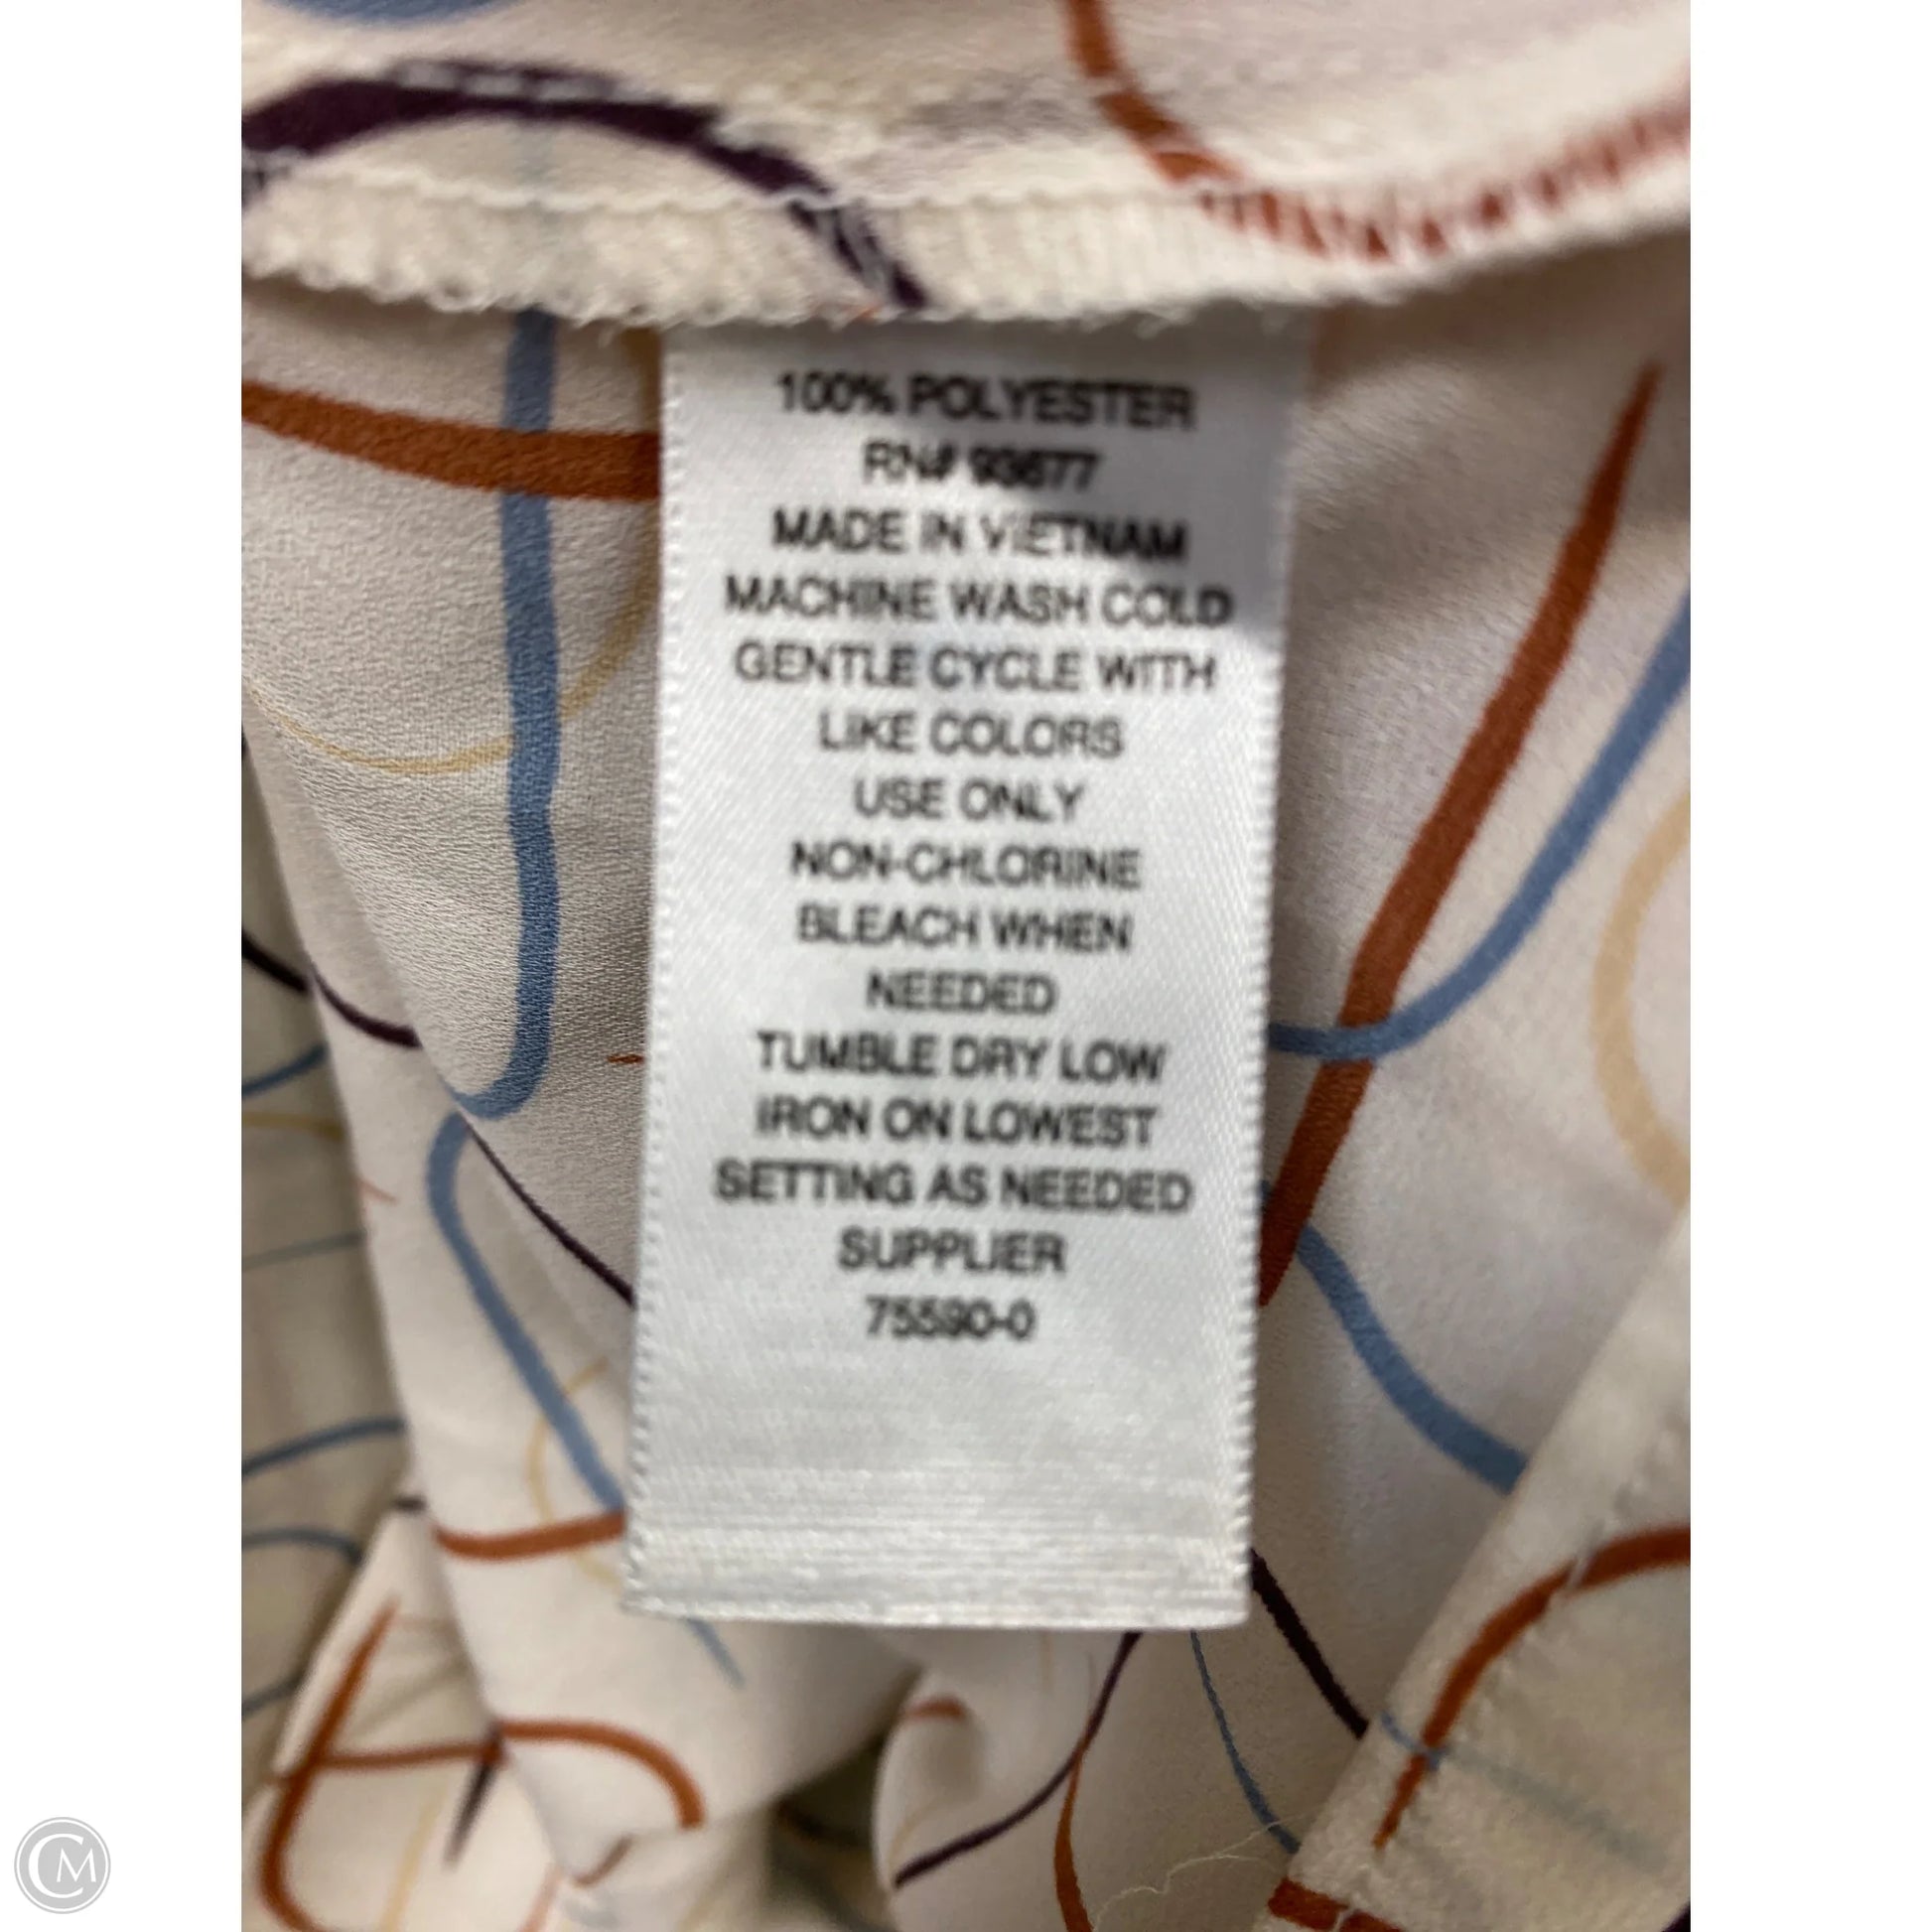 100% POLYESTER
RN# 93677
MADE IN VIETNAM
MACHINE WASH COLD
GENTLE CYCLE WITH
LIKE COLORS
USE ONLY
NON-CHLORINE
BLEACH WHEN
NEEDED
TUMBLE DRY LOW
IRON ON LOWEST
SETTING AS NEEDED
SUPPLIER
75590-0
CM